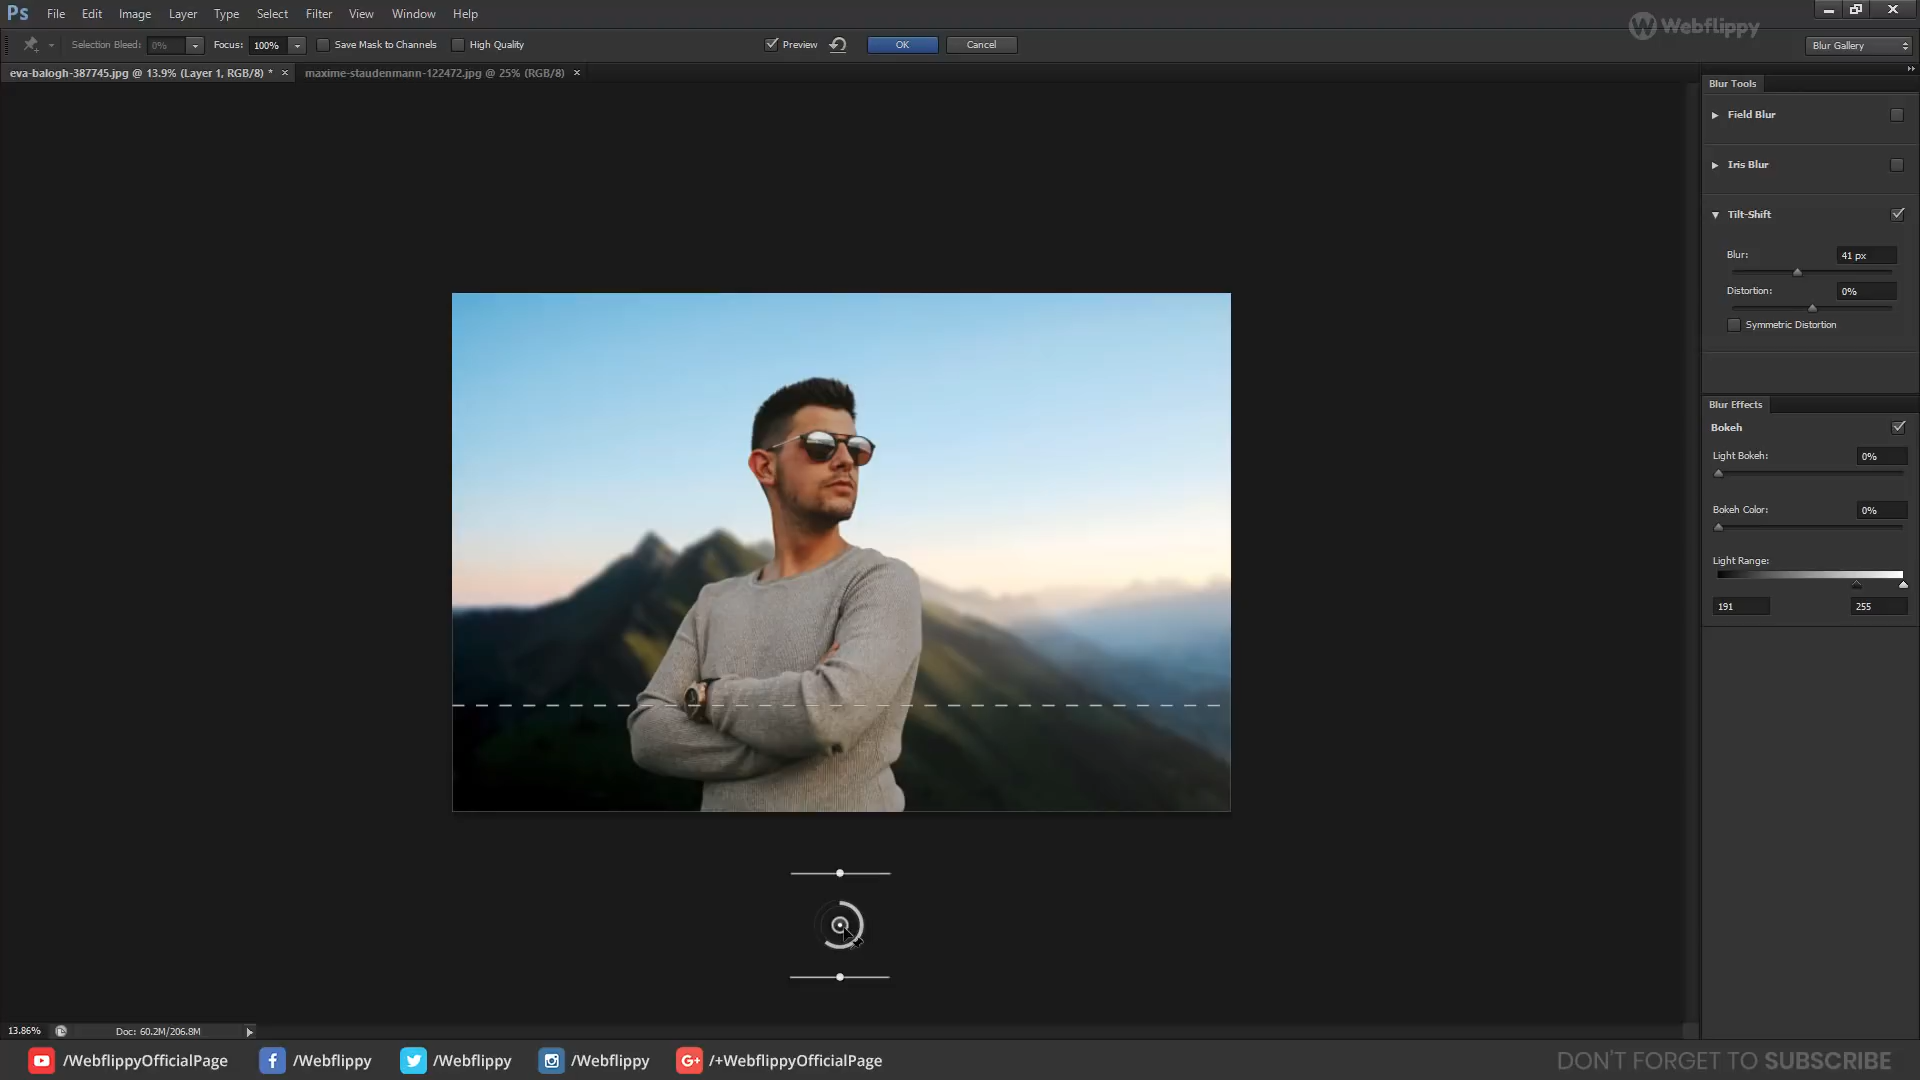 Ps File Edit Image Layer Type Select Filter View Window Help
Webflippy
Selection Bleed: 0% Focus: 100% Save Mask to Channels High Quality Preview OK Cancel Blur Gallery
eva-balogh-387745.jpg @ 13.9% (Layer 1, RGB/8) * × maxime-staudenmann-122472.jpg @ 25% (RGB/8) ×
Blur Tools
Field Blur
Iris Blur
Tilt-Shift
Blur: 41 px
Distortion: 0%
Symmetric Distortion
Blur Effects
Bokeh
Light Bokeh: 0%
Bokeh Color: 0%
Light Range:
191 255
13.86% Doc: 60.2M/206.8M
/WebflippyOfficialPage /Webflippy /Webflippy /Webflippy G+ /+WebflippyOfficialPage DON'T FORGET TO SUBSCRIBE